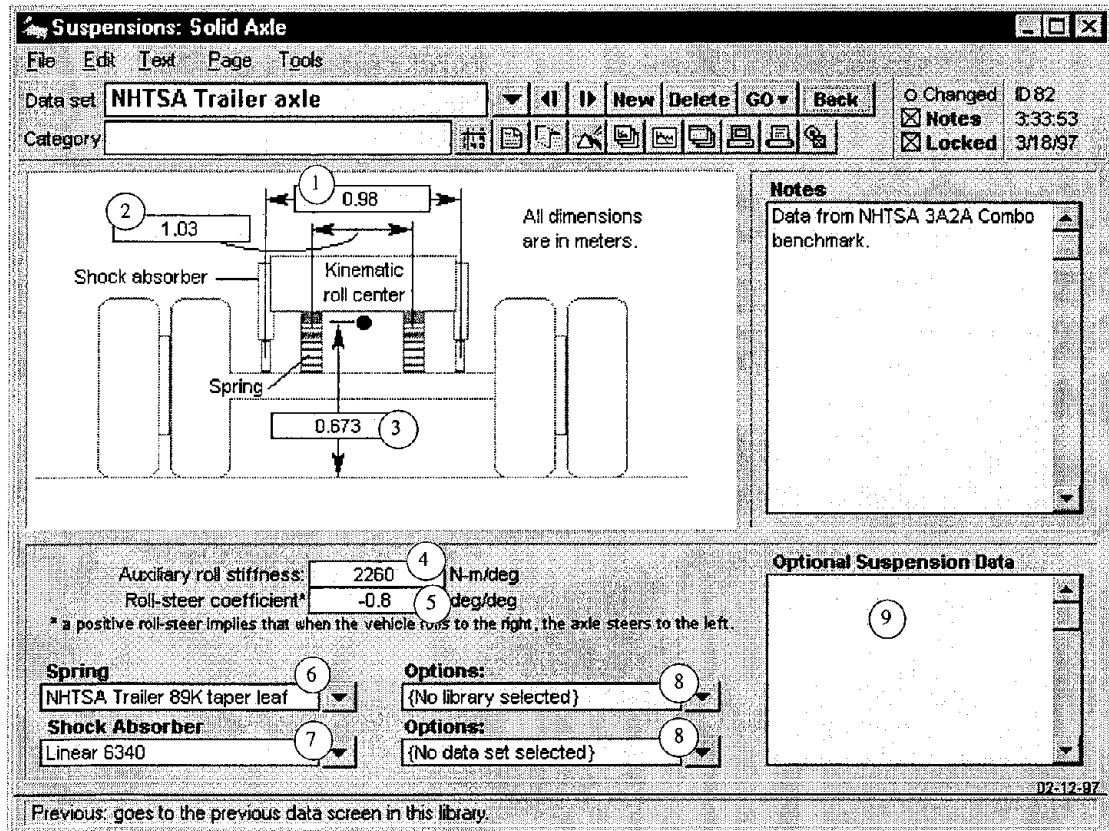 Suspensions: Solid Axle
File Edit Text Page Tools
Data set NHTSA Trailer axle New Delete GO Back Changed ID 82
Notes 3:33:53
Category Locked 3/18/97
1
0.98
2
1.03
All dimensions
are in meters.
Shock absorber
Kinematic
roll center
Spring
0.673 3
Notes
Data from NHTSA 3A2A Combo
benchmark.
Auxiliary roll stiffness: 2260 4 N-m/deg
Roll-steer coefficient* -0.8 5 deg/deg
* a positive roll-steer implies that when the vehicle rolls to the right, the axle steers to the left.
Spring 6
NHTSA Trailer 89K taper leaf
Shock Absorber 7
Linear 6340
Options: 8
{No library selected}
Options: 8
{No data set selected}
Optional Suspension Data
9
02-12-97
Previous: goes to the previous data screen in this library.